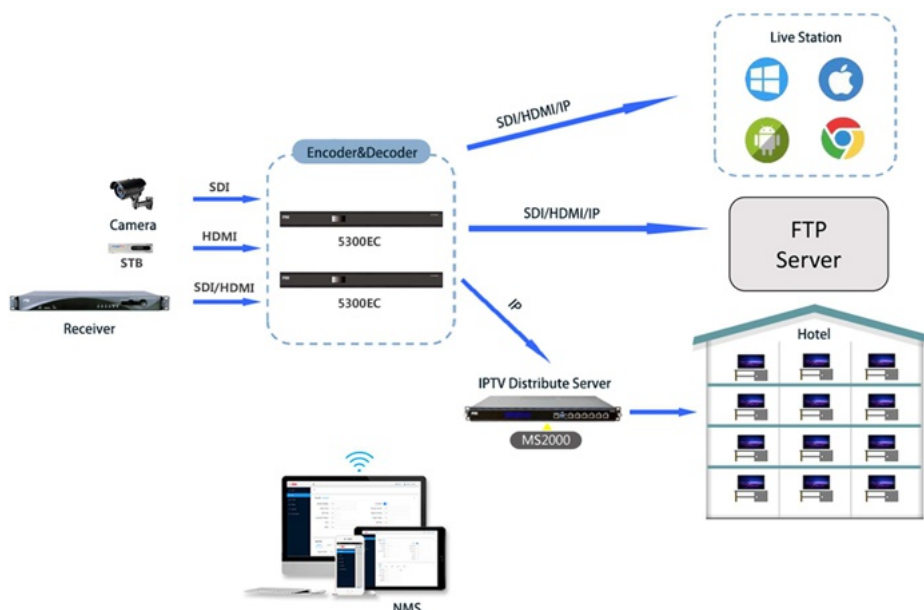 Live Station
SDI/HDMI/IP
Encoder&Decoder
SDI
Camera
HDMI
STB
SDI/HDMI
Receiver
5300EC
5300EC
SDI/HDMI/IP
FTP
Server
IP
Hotel
IPTV Distribute Server
MS2000
NMS